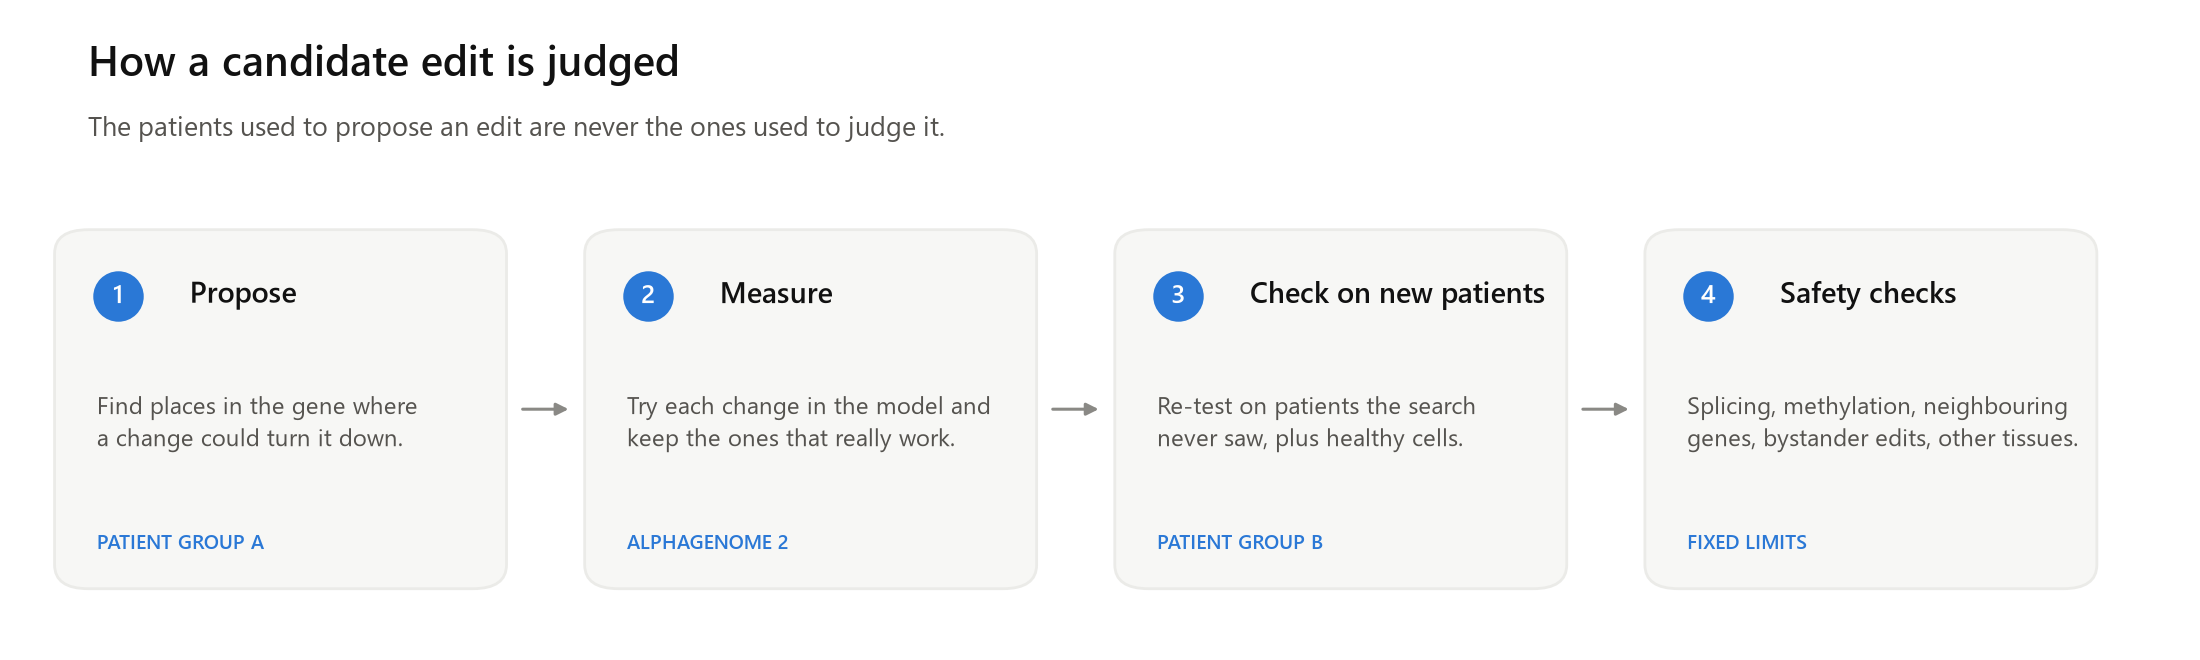 How a candidate edit is judged
The patients used to propose an edit are never the ones used to judge it.
1 Propose
Find places in the gene where
a change could turn it down.
PATIENT GROUP A
2 Measure
Try each change in the model and
keep the ones that really work.
ALPHAGENOME 2
3 Check on new patients
Re-test on patients the search
never saw, plus healthy cells.
PATIENT GROUP B
4 Safety checks
Splicing, methylation, neighbouring
genes, bystander edits, other tissues.
FIXED LIMITS